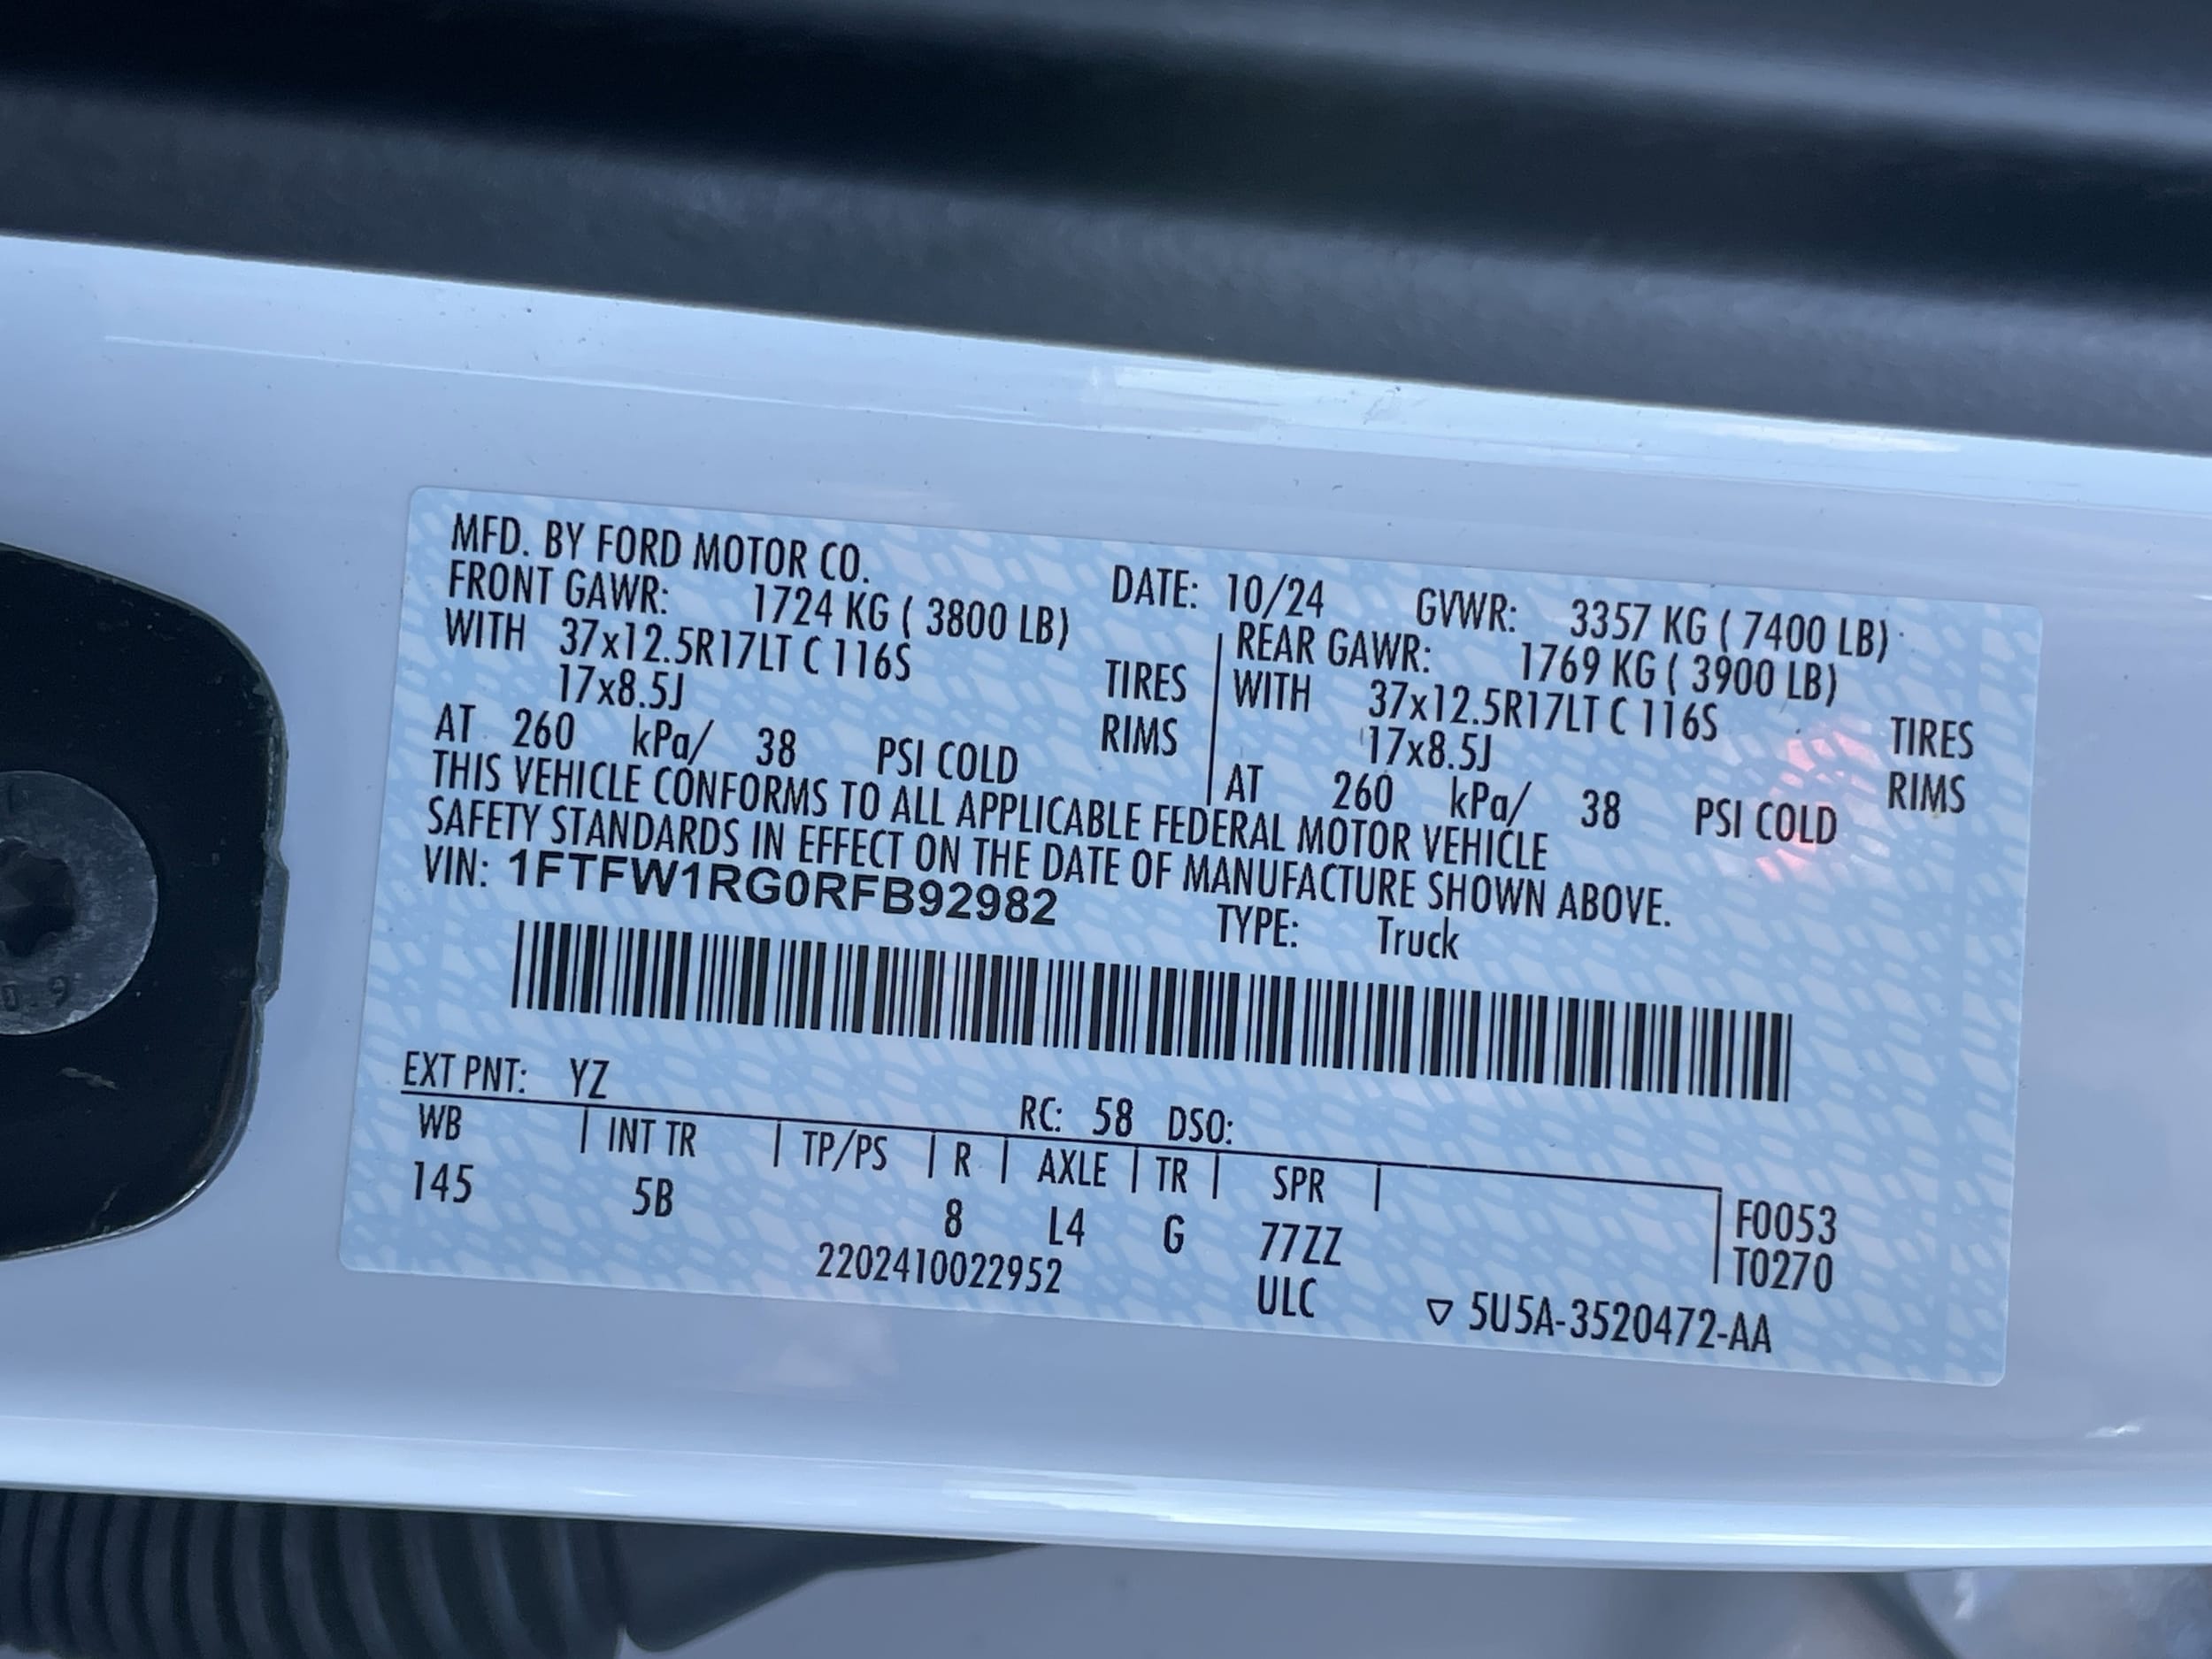 MFD. BY FORD MOTOR CO. DATE: 10/24 GVWR: 3357 KG ( 7400 LB)
FRONT GAWR: 1724 KG ( 3800 LB) REAR GAWR: 1769 KG ( 3900 LB)
WITH 37x12.5R17LT C 116S TIRES WITH 37x12.5R17LT C 116S TIRES
17x8.5J RIMS 17x8.5J RIMS
AT 260 kPa/ 38 PSI COLD AT 260 kPa/ 38 PSI COLD
THIS VEHICLE CONFORMS TO ALL APPLICABLE FEDERAL MOTOR VEHICLE
SAFETY STANDARDS IN EFFECT ON THE DATE OF MANUFACTURE SHOWN ABOVE.
VIN: 1FTFW1RG0RFB92982 TYPE: Truck
EXT PNT: YZ RC: 58 DSO:
WB INT TR TP/PS R AXLE TR SPR F0053
145 5B 8 L4 G 77ZZ T0270
2202410022952 ULC ▽ 5U5A-3520472-AA